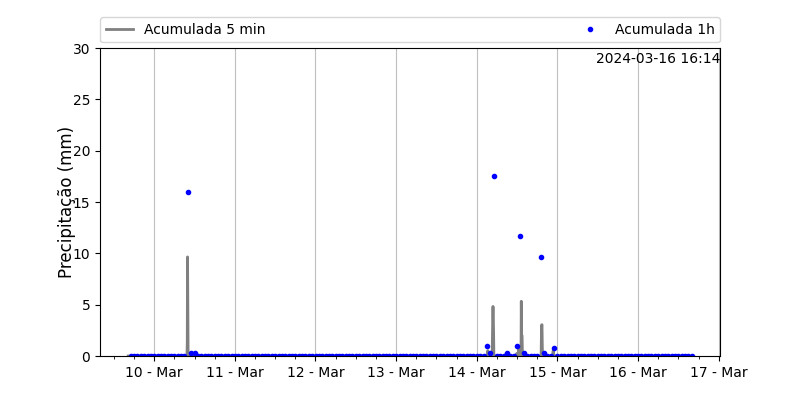 Acumulada 5 min
Acumulada 1h
2024-03-16 16:14
Precipitação (mm)
30
25
20
15
10
5
0
10 - Mar 11 - Mar 12 - Mar 13 - Mar 14 - Mar 15 - Mar 16 - Mar 17 - Mar